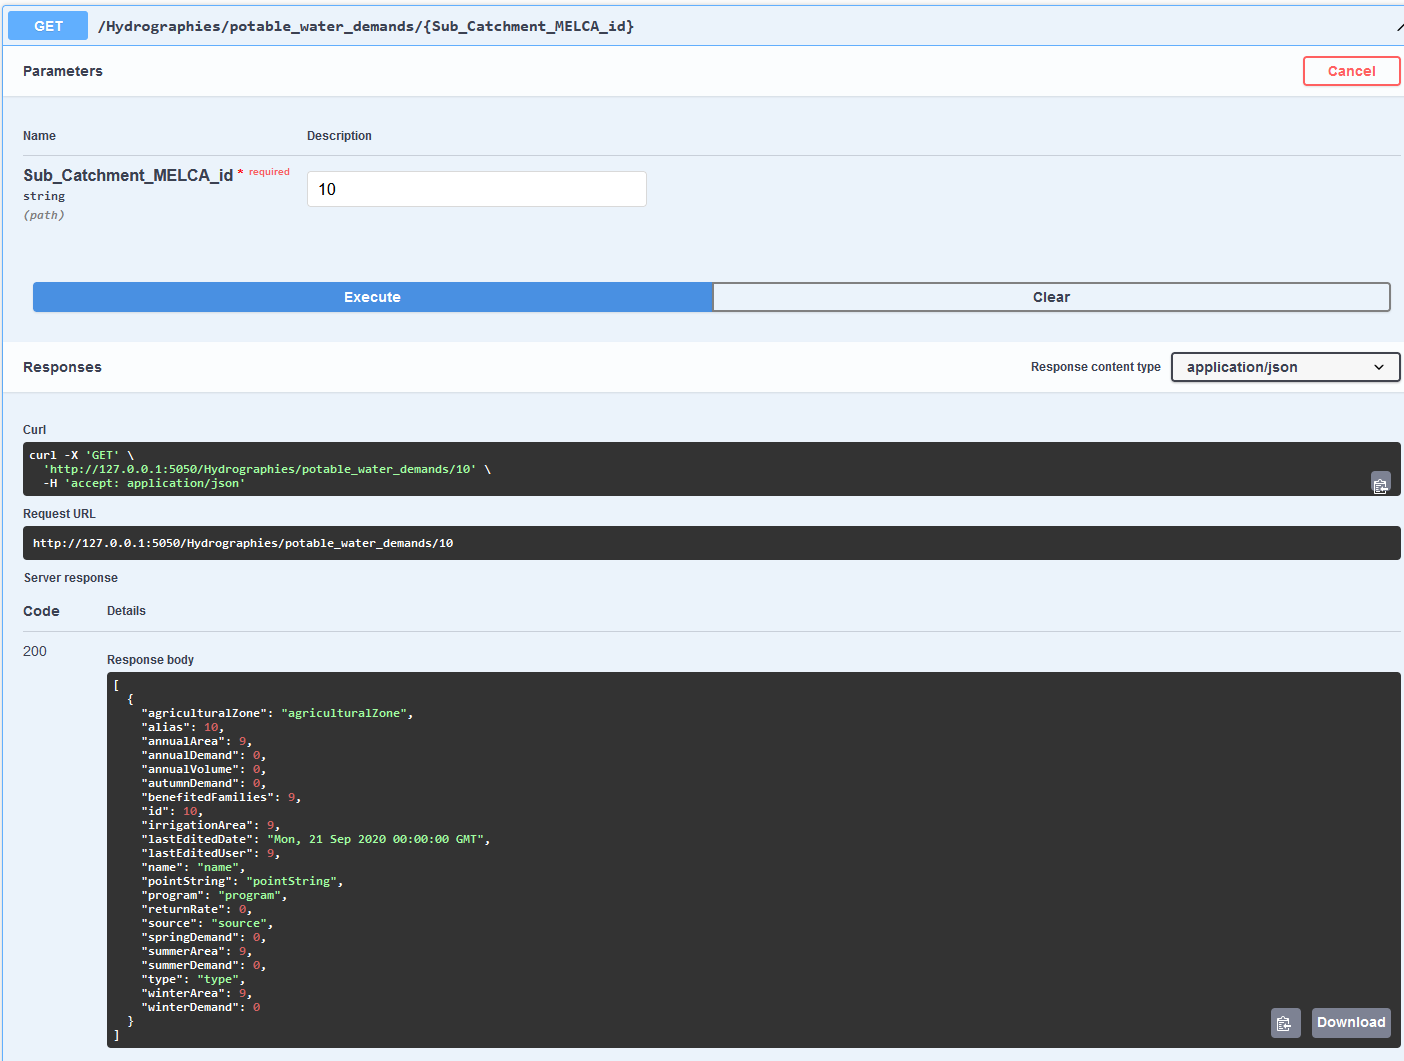 GET /Hydrographies/potable_water_demands/{Sub_Catchment_MELCA_id}
Parameters
Cancel
Name Description
Sub_Catchment_MELCA_id * required
string
(path)
10
Execute Clear
Responses
Response content type application/json
Curl
curl -X 'GET' \
'http://127.0.0.1:5050/Hydrographies/potable_water_demands/10' \
-H 'accept: application/json'
Request URL
http://127.0.0.1:5050/Hydrographies/potable_water_demands/10
Server response
Code Details
200
Response body
[
{
"agriculturalZone": "agriculturalZone",
"alias": 10,
"annualArea": 9,
"annualDemand": 0,
"annualVolume": 0,
"autumnDemand": 0,
"benefitedFamilies": 9,
"id": 10,
"irrigationArea": 9,
"lastEditedDate": "Mon, 21 Sep 2020 00:00:00 GMT",
"lastEditedUser": 9,
"name": "name",
"pointString": "pointString",
"program": "program",
"returnRate": 0,
"source": "source",
"springDemand": 0,
"summerArea": 9,
"summerDemand": 0,
"type": "type",
"winterArea": 9,
"winterDemand": 0
}
]
Download